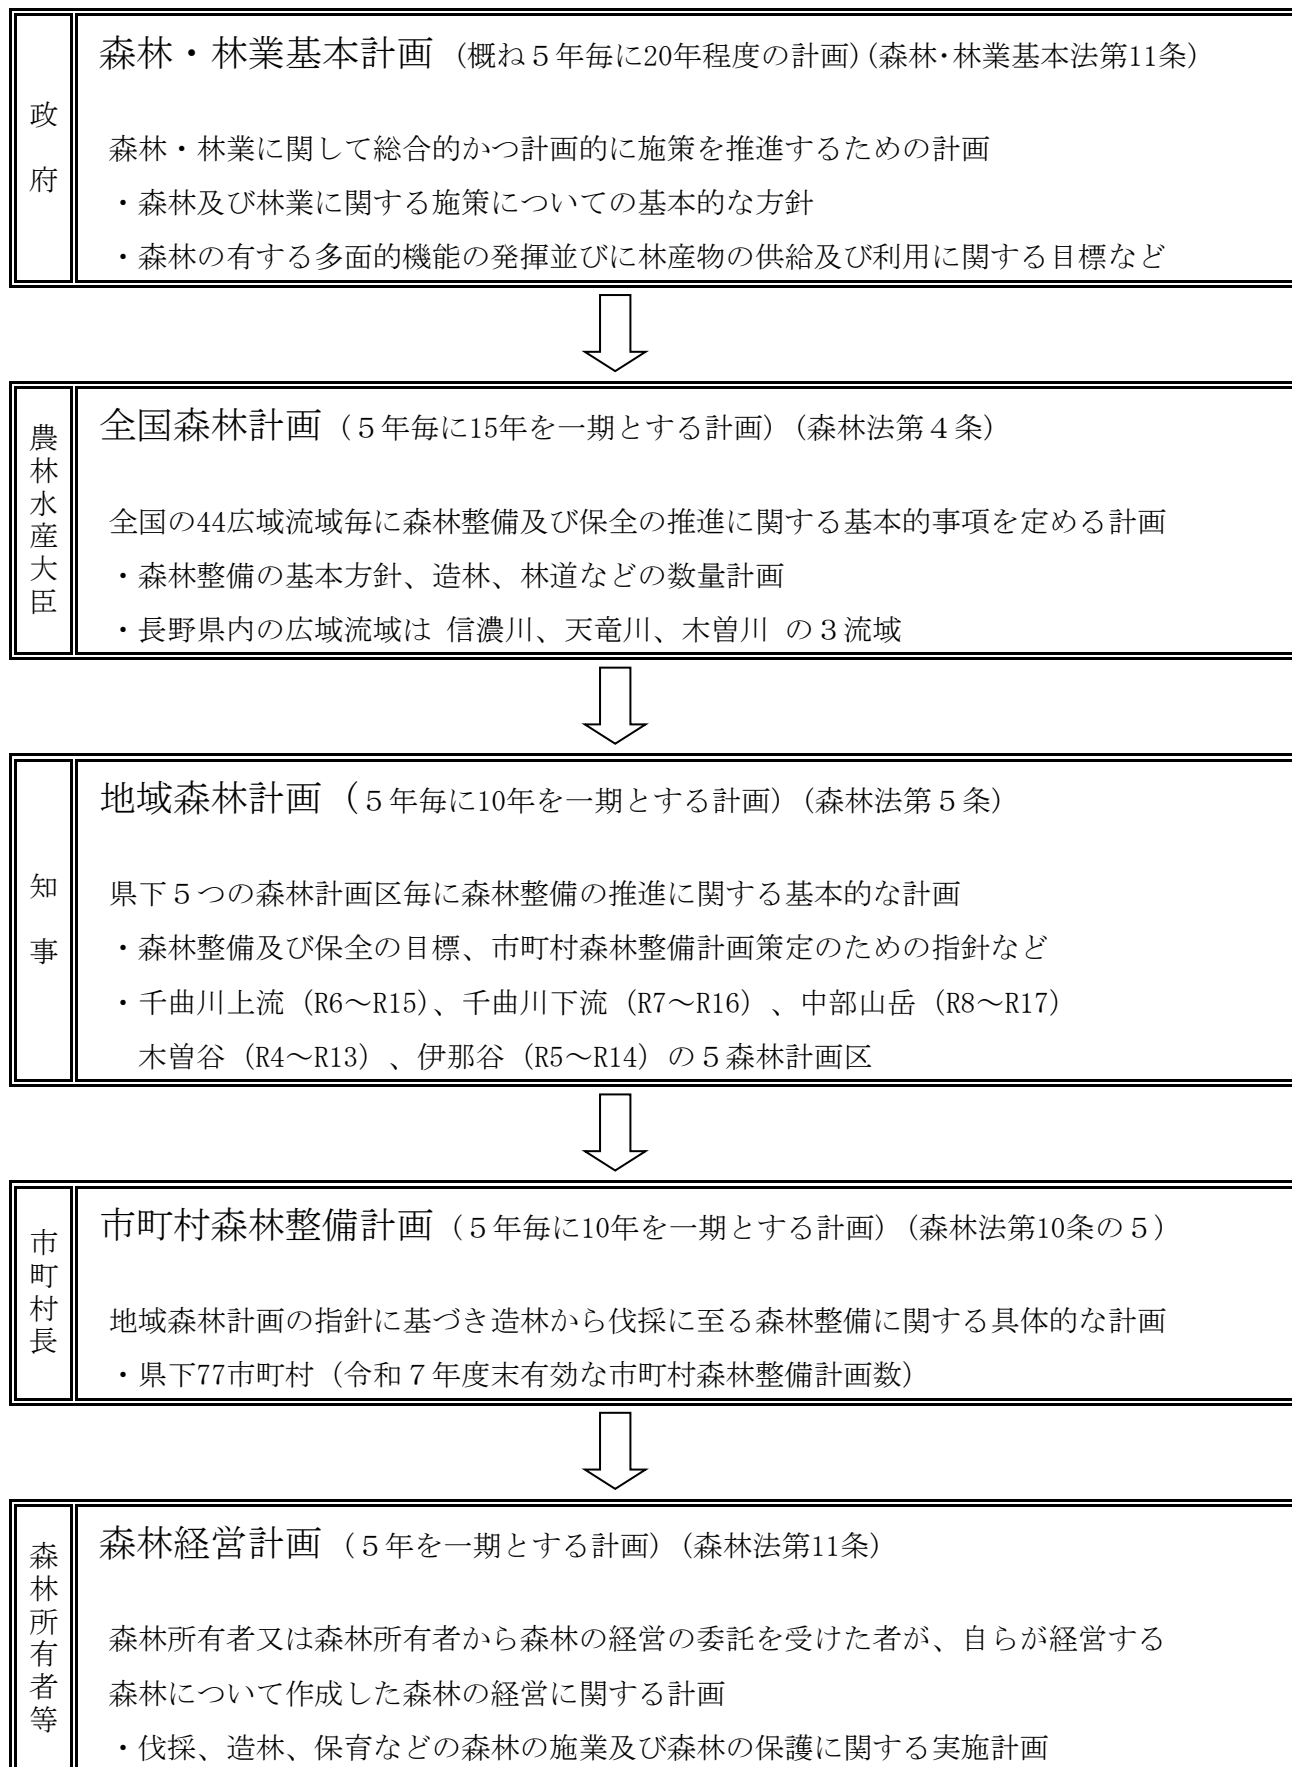 政府
森林・林業基本計画（概ね５年毎に20年程度の計画）（森林・林業基本法第11条）
森林・林業に関して総合的かつ計画的に施策を推進するための計画
・森林及び林業に関する施策についての基本的な方針
・森林の有する多面的機能の発揮並びに林産物の供給及び利用に関する目標など
農林水産大臣
全国森林計画（５年毎に15年を一期とする計画）（森林法第４条）
全国の44広域流域毎に森林整備及び保全の推進に関する基本的事項を定める計画
・森林整備の基本方針、造林、林道などの数量計画
・長野県内の広域流域は 信濃川、天竜川、木曽川 の３流域
知事
地域森林計画（５年毎に10年を一期とする計画）（森林法第５条）
県下５つの森林計画区毎に森林整備の推進に関する基本的な計画
・森林整備及び保全の目標、市町村森林整備計画策定のための指針など
・千曲川上流（R6～R15）、千曲川下流（R7～R16）、中部山岳（R8～R17）
木曽谷（R4～R13）、伊那谷（R5～R14）の５森林計画区
市町村長
市町村森林整備計画（５年毎に10年を一期とする計画）（森林法第10条の５）
地域森林計画の指針に基づき造林から伐採に至る森林整備に関する具体的な計画
・県下77市町村（令和７年度末有効な市町村森林整備計画数）
森林所有者等
森林経営計画（５年を一期とする計画）（森林法第11条）
森林所有者又は森林所有者から森林の経営の委託を受けた者が、自らが経営する
森林について作成した森林の経営に関する計画
・伐採、造林、保育などの森林の施業及び森林の保護に関する実施計画